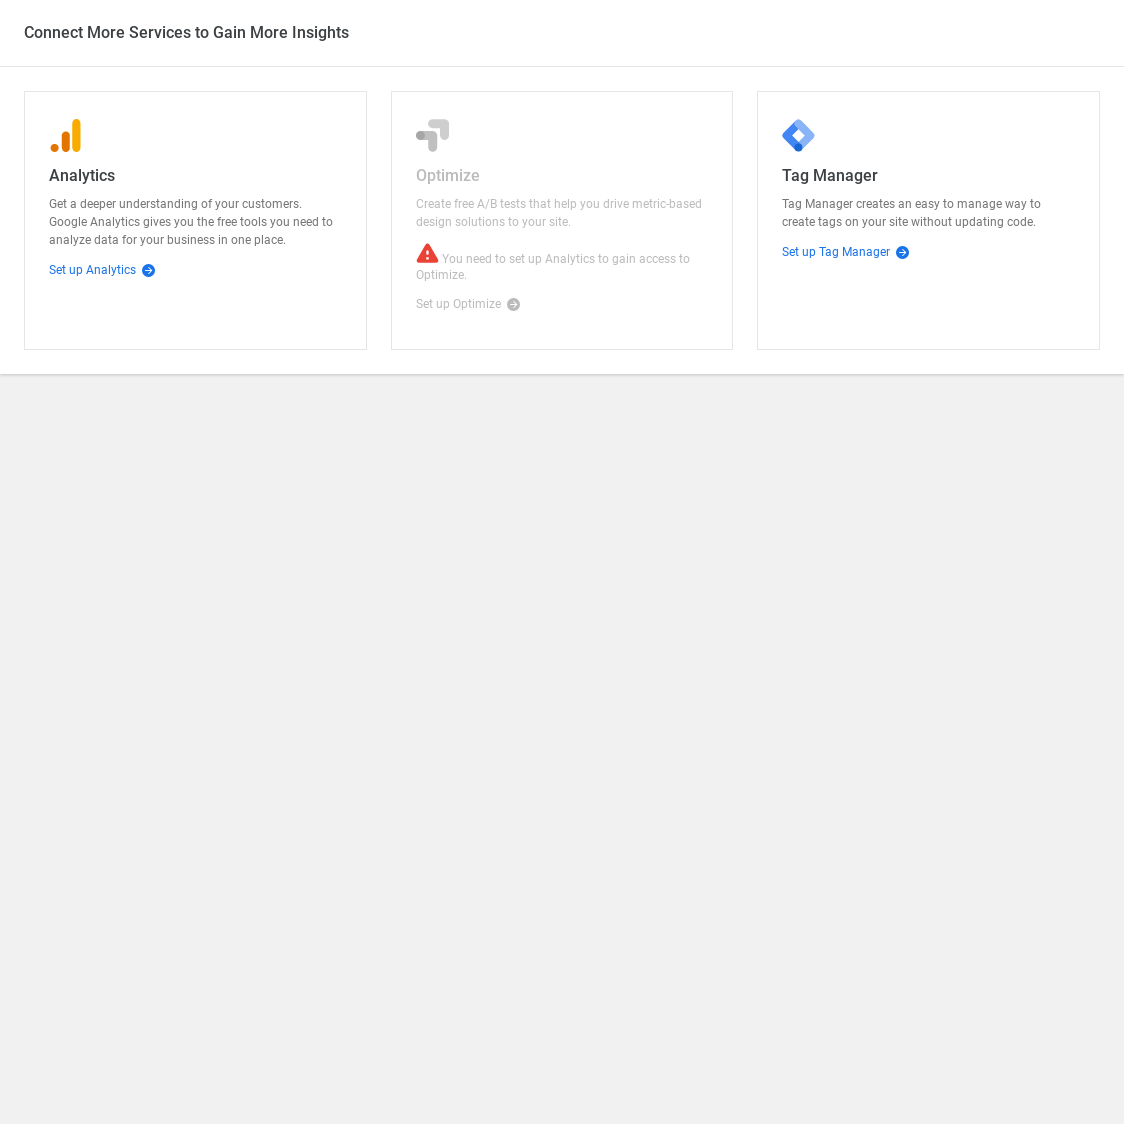 Connect More Services to Gain More Insights
Analytics
Get a deeper understanding of your customers.
Google Analytics gives you the free tools you need to
analyze data for your business in one place.
Set up Analytics
Optimize
Create free A/B tests that help you drive metric-based
design solutions to your site.
You need to set up Analytics to gain access to
Optimize.
Set up Optimize
Tag Manager
Tag Manager creates an easy to manage way to
create tags on your site without updating code.
Set up Tag Manager